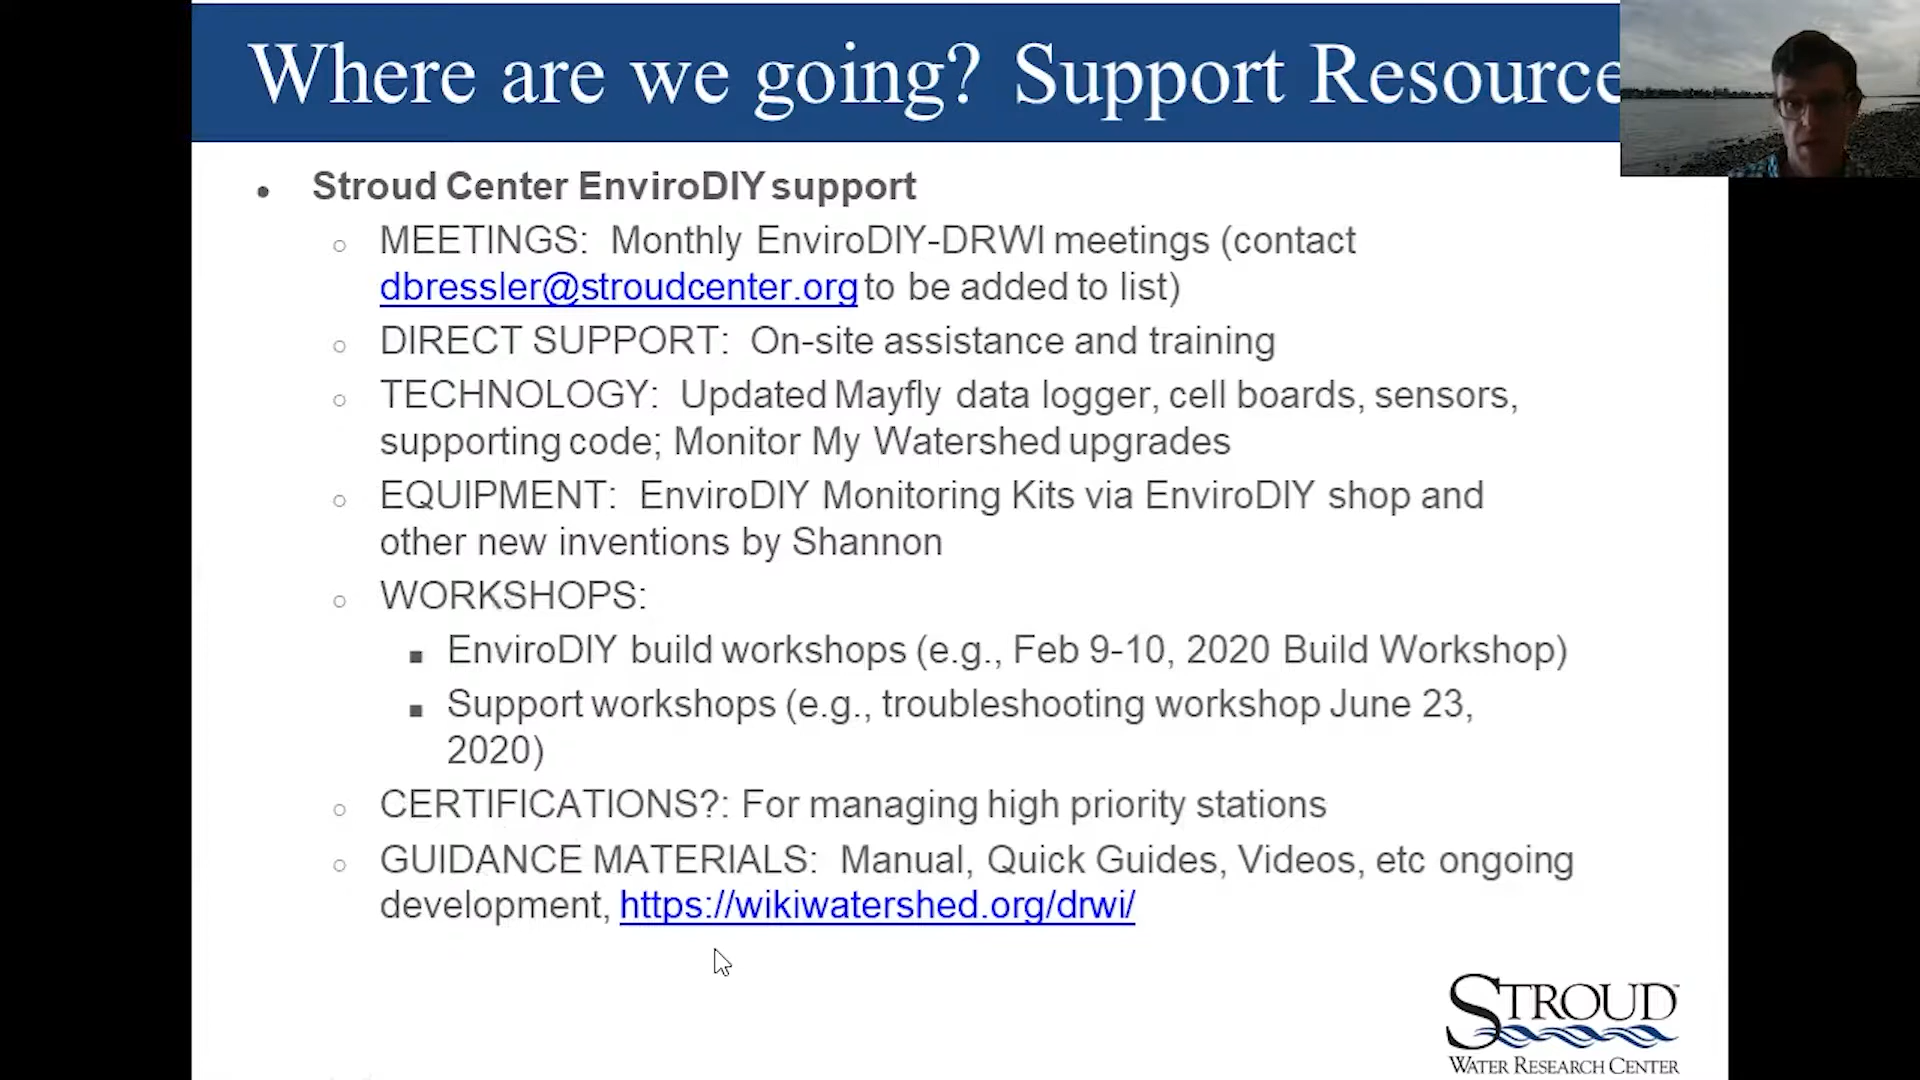 Where are we going? Support Resource
Stroud Center EnviroDIY support
MEETINGS: Monthly EnviroDIY-DRWI meetings (contact
dbressler@stroudcenter.org to be added to list)
DIRECT SUPPORT: On-site assistance and training
TECHNOLOGY: Updated Mayfly data logger, cell boards, sensors,
supporting code; Monitor My Watershed upgrades
EQUIPMENT: EnviroDIY Monitoring Kits via EnviroDIY shop and
other new inventions by Shannon
WORKSHOPS:
EnviroDIY build workshops (e.g., Feb 9-10, 2020 Build Workshop)
Support workshops (e.g., troubleshooting workshop June 23,
2020)
CERTIFICATIONS?: For managing high priority stations
GUIDANCE MATERIALS: Manual, Quick Guides, Videos, etc ongoing
development, https://wikiwatershed.org/drwi/
STROUD™
WATER RESEARCH CENTER